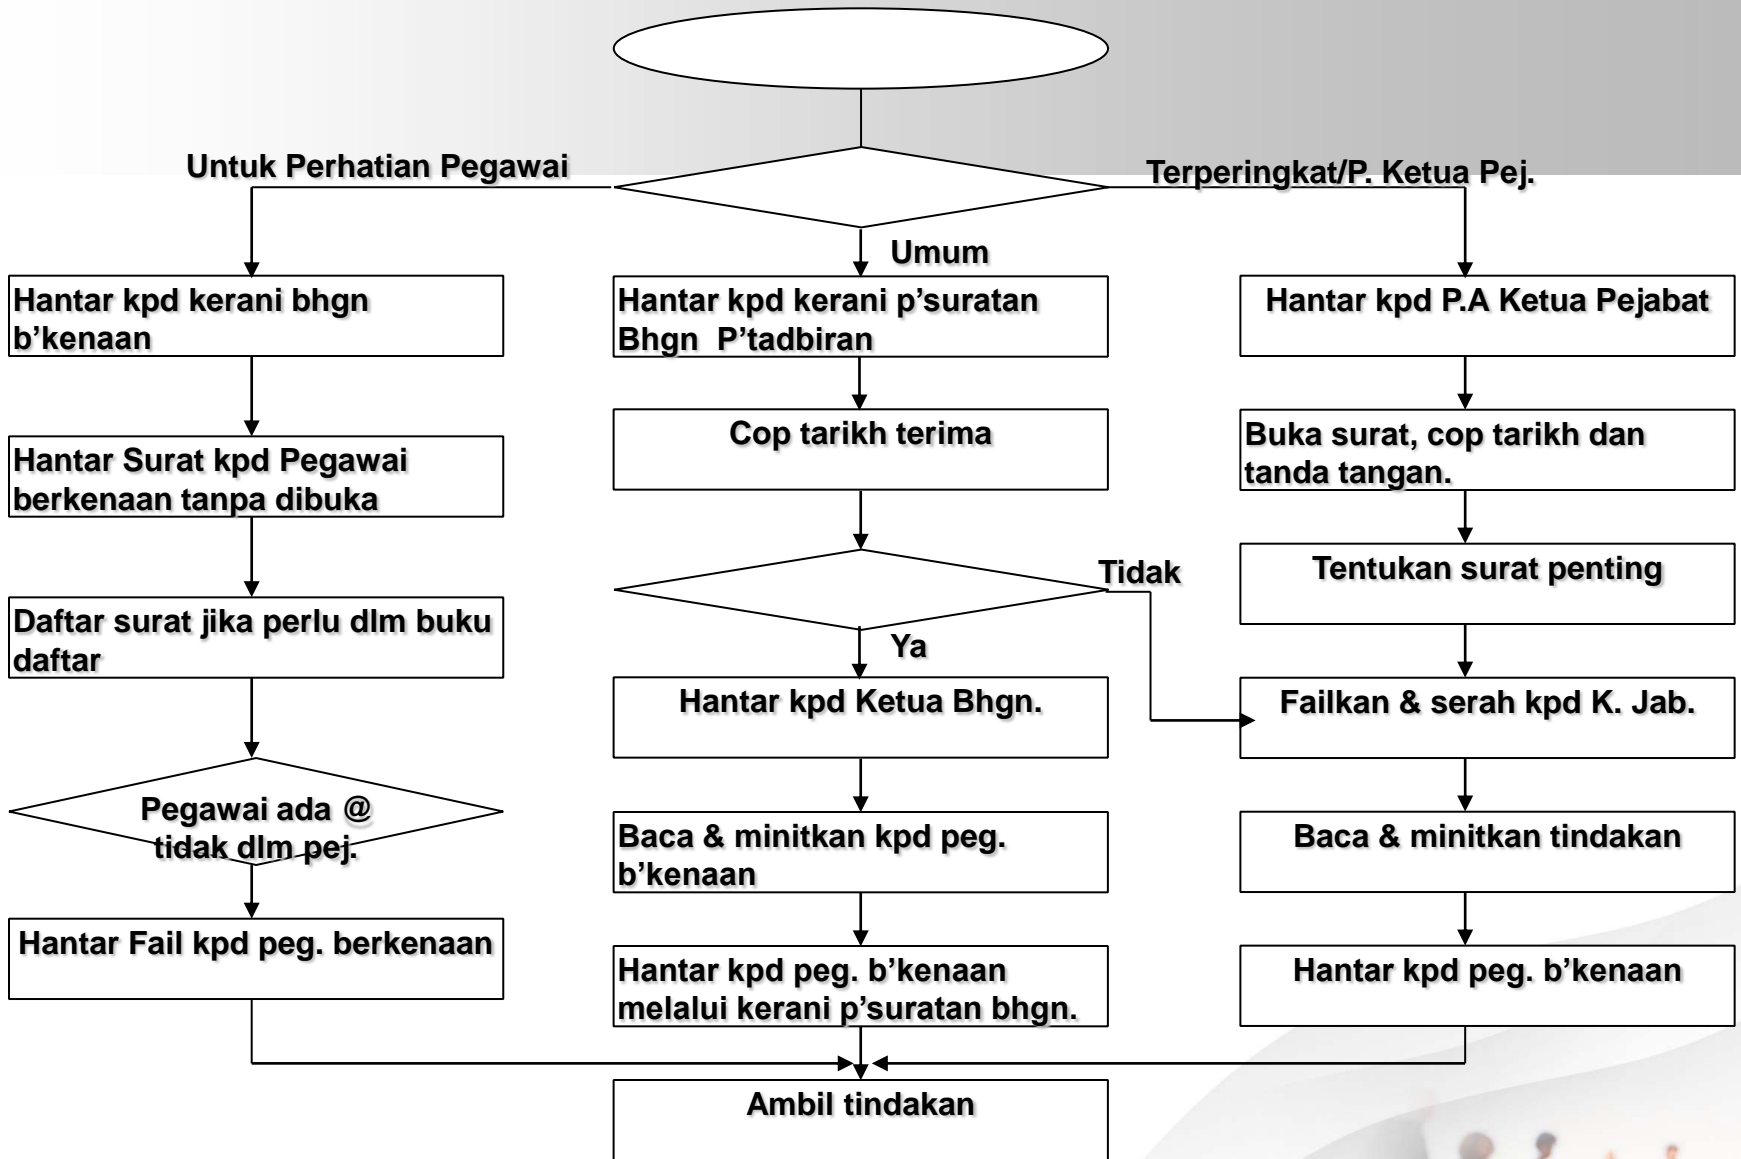 Untuk Perhatian Pegawai
Terperingkat/P. Ketua Pej.
Umum
Hantar kpd kerani bhgn
b’kenaan
Hantar Surat kpd Pegawai
berkenaan tanpa dibuka
Daftar surat jika perlu dlm buku
daftar
Pegawai ada @
tidak dlm pej.
Hantar Fail kpd peg. berkenaan
Hantar kpd kerani p’suratan
Bhgn P’tadbiran
Cop tarikh terima
Tidak
Ya
Hantar kpd Ketua Bhgn.
Baca & minitkan kpd peg.
b’kenaan
Hantar kpd peg. b’kenaan
melalui kerani p’suratan bhgn.
Hantar kpd P.A Ketua Pejabat
Buka surat, cop tarikh dan
tanda tangan.
Tentukan surat penting
Failkan & serah kpd K. Jab.
Baca & minitkan tindakan
Hantar kpd peg. b’kenaan
Ambil tindakan